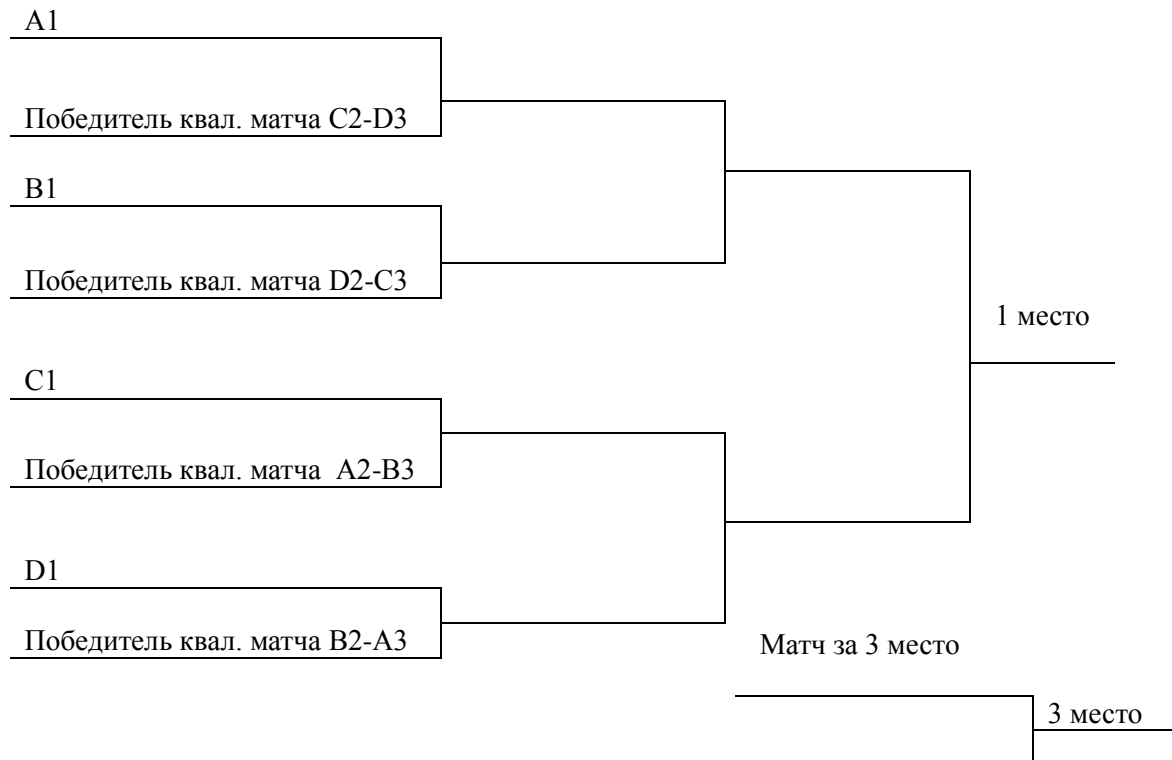 A1
Победитель квал. матча C2-D3
B1
Победитель квал. матча D2-C3
1 место
C1
Победитель квал. матча A2-B3
D1
Победитель квал. матча B2-A3
Матч за 3 место
3 место